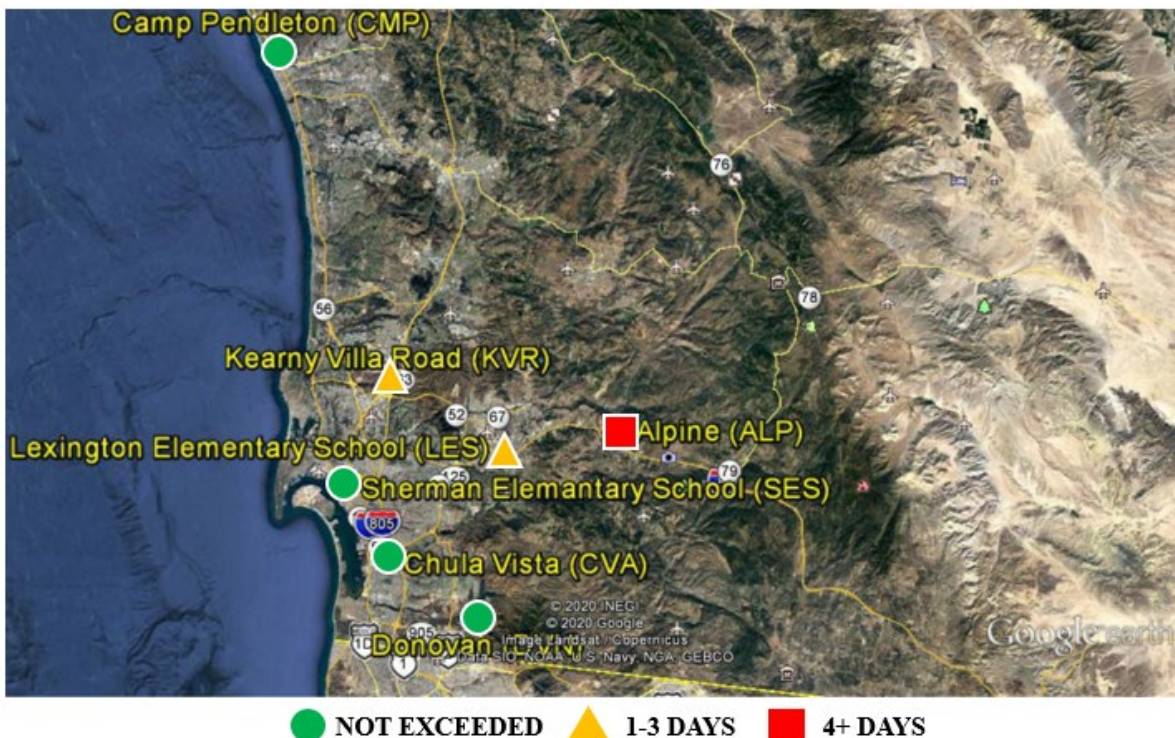 Camp Pendleton (CMP)
76
78
56
Kearny Villa Road (KVR)
52
67
Alpine (ALP)
Lexington Elementary School (LES)
79
125
Sherman Elemantary School (SES)
805
Chula Vista (CVA)
© 2020 INEGI
© 2020 Google
Image Landsat / Copernicus
Data SIO, NOAA, U.S. Navy, NGA, GEBCO
905
Donovan
1D
1
Google earth
NOT EXCEEDED 1-3 DAYS 4+ DAYS